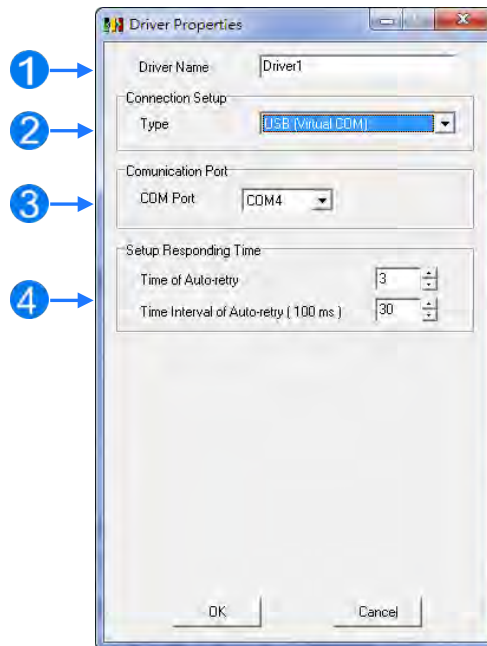 Driver Properties
1 Driver Name Driver1
Connection Setup
2 Type USB (Virtual COM)
Comunication Port
3 COM Port COM4
Setup Responding Time
Time of Auto-retry 3
4
Time Interval of Auto-retry ( 100 ms ) 30
OK Cancel